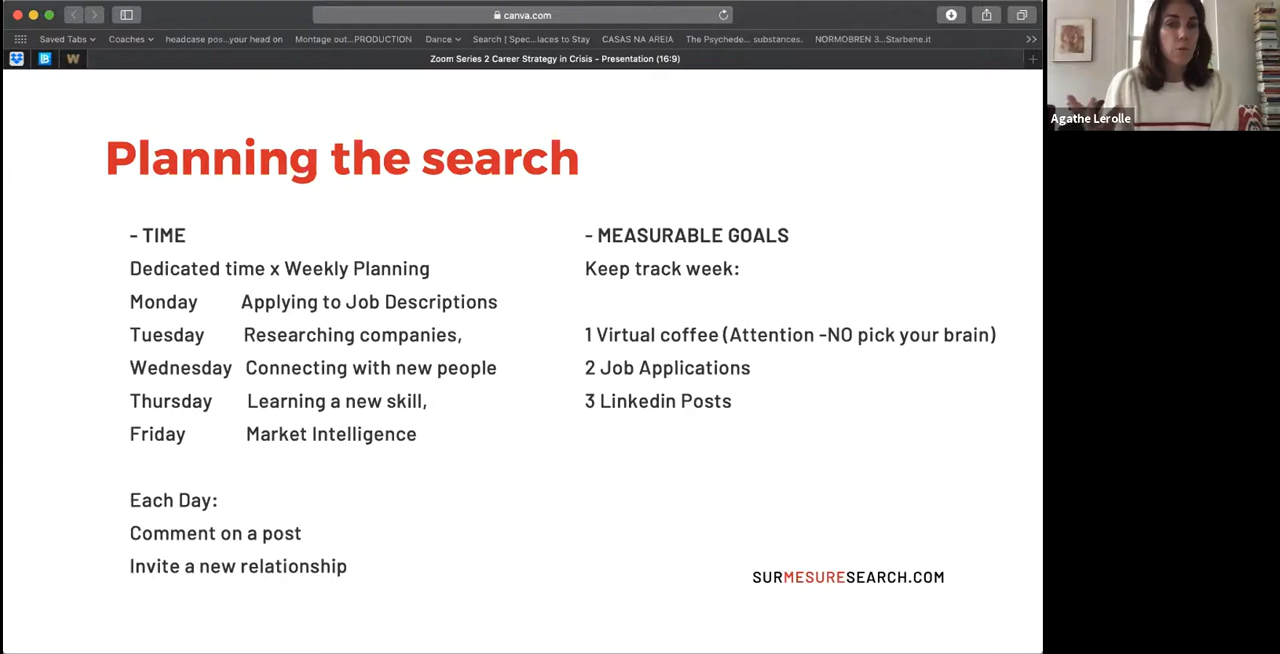 canva.com
Saved Tabs
Coaches
headcase pos...your head on
Montage out...PRODUCTION
Dance
Search [ Spec...laces to Stay
CASAS NA AREIA
The Psychede... substances.
NORMOBREN 3...Starbene.it
>>
Zoom Series 2 Career Strategy in Crisis - Presentation (16:9)
Agathe Lerolle
Planning the search
- TIME
Dedicated time x Weekly Planning
Monday Applying to Job Descriptions
Tuesday Researching companies,
Wednesday Connecting with new people
Thursday Learning a new skill,
Friday Market Intelligence
Each Day:
Comment on a post
Invite a new relationship
- MEASURABLE GOALS
Keep track week:
1 Virtual coffee (Attention -NO pick your brain)
2 Job Applications
3 Linkedin Posts
SURMESURESEARCH.COM